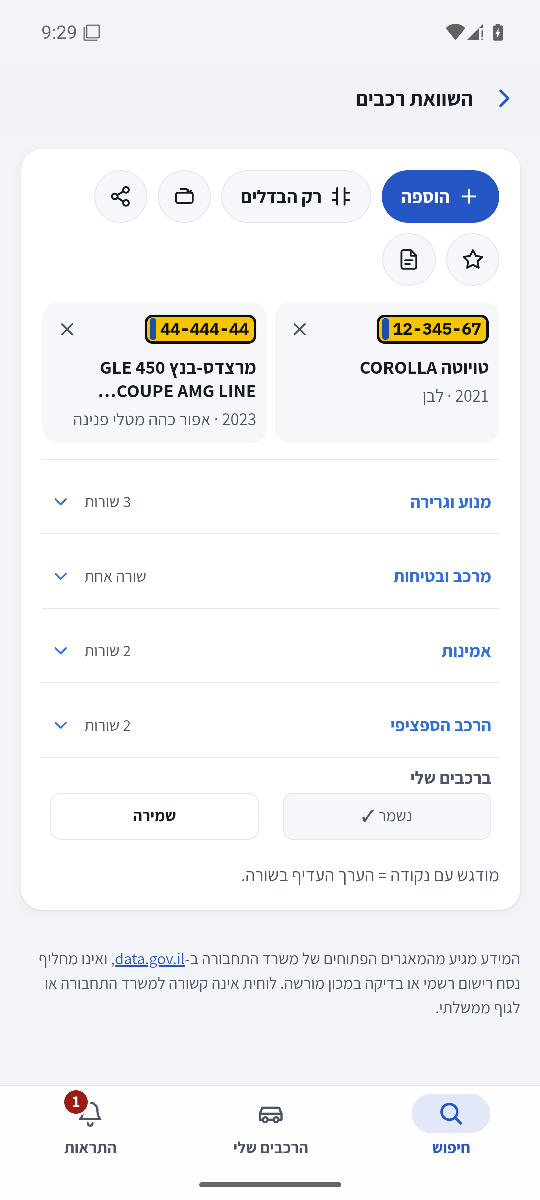 9:29
השוואת רכבים
הוספה
רק הבדלים
12-345-67
טויוטה COROLLA
2021 · לבן
44-444-44
מרצדס-בנץ GLE 450
COUPE AMG LINE...
2023 · אפור כהה מטלי פנינה
מנוע וגרירה
3 שורות
מרכב ובטיחות
שורה אחת
אמינות
2 שורות
הרכב הספציפי
2 שורות
ברכבים שלי
נשמר ✓
שמירה
מודגש עם נקודה = הערך העדיף בשורה.
המידע מגיע מהמאגרים הפתוחים של משרד התחבורה ב-data.gov.il, ואינו מחליף
נסח רישום רשמי או בדיקה במכון מורשה. לוחית אינה קשורה למשרד התחבורה או
לגוף ממשלתי.
חיפוש
הרכבים שלי
1
התראות